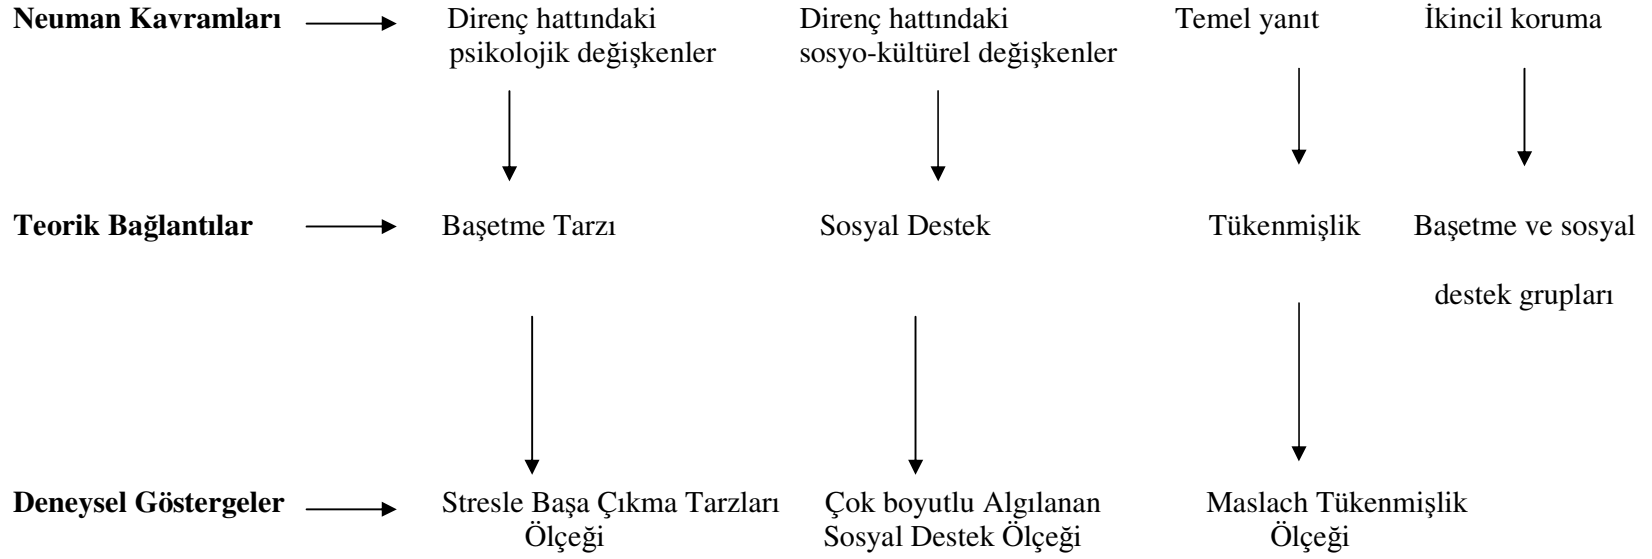 Neuman Kavramları
Direnç hattındaki
psikolojik değişkenler
Direnç hattındaki
sosyo-kültürel değişkenler
Temel yanıt
İkincil koruma
Teorik Bağlantılar
Başetme Tarzı
Sosyal Destek
Tükenmişlik
Başetme ve sosyal
destek grupları
Deneysel Göstergeler
Stresle Başa Çıkma Tarzları
Ölçeği
Çok boyutlu Algılanan
Sosyal Destek Ölçeği
Maslach Tükenmişlik
Ölçeği